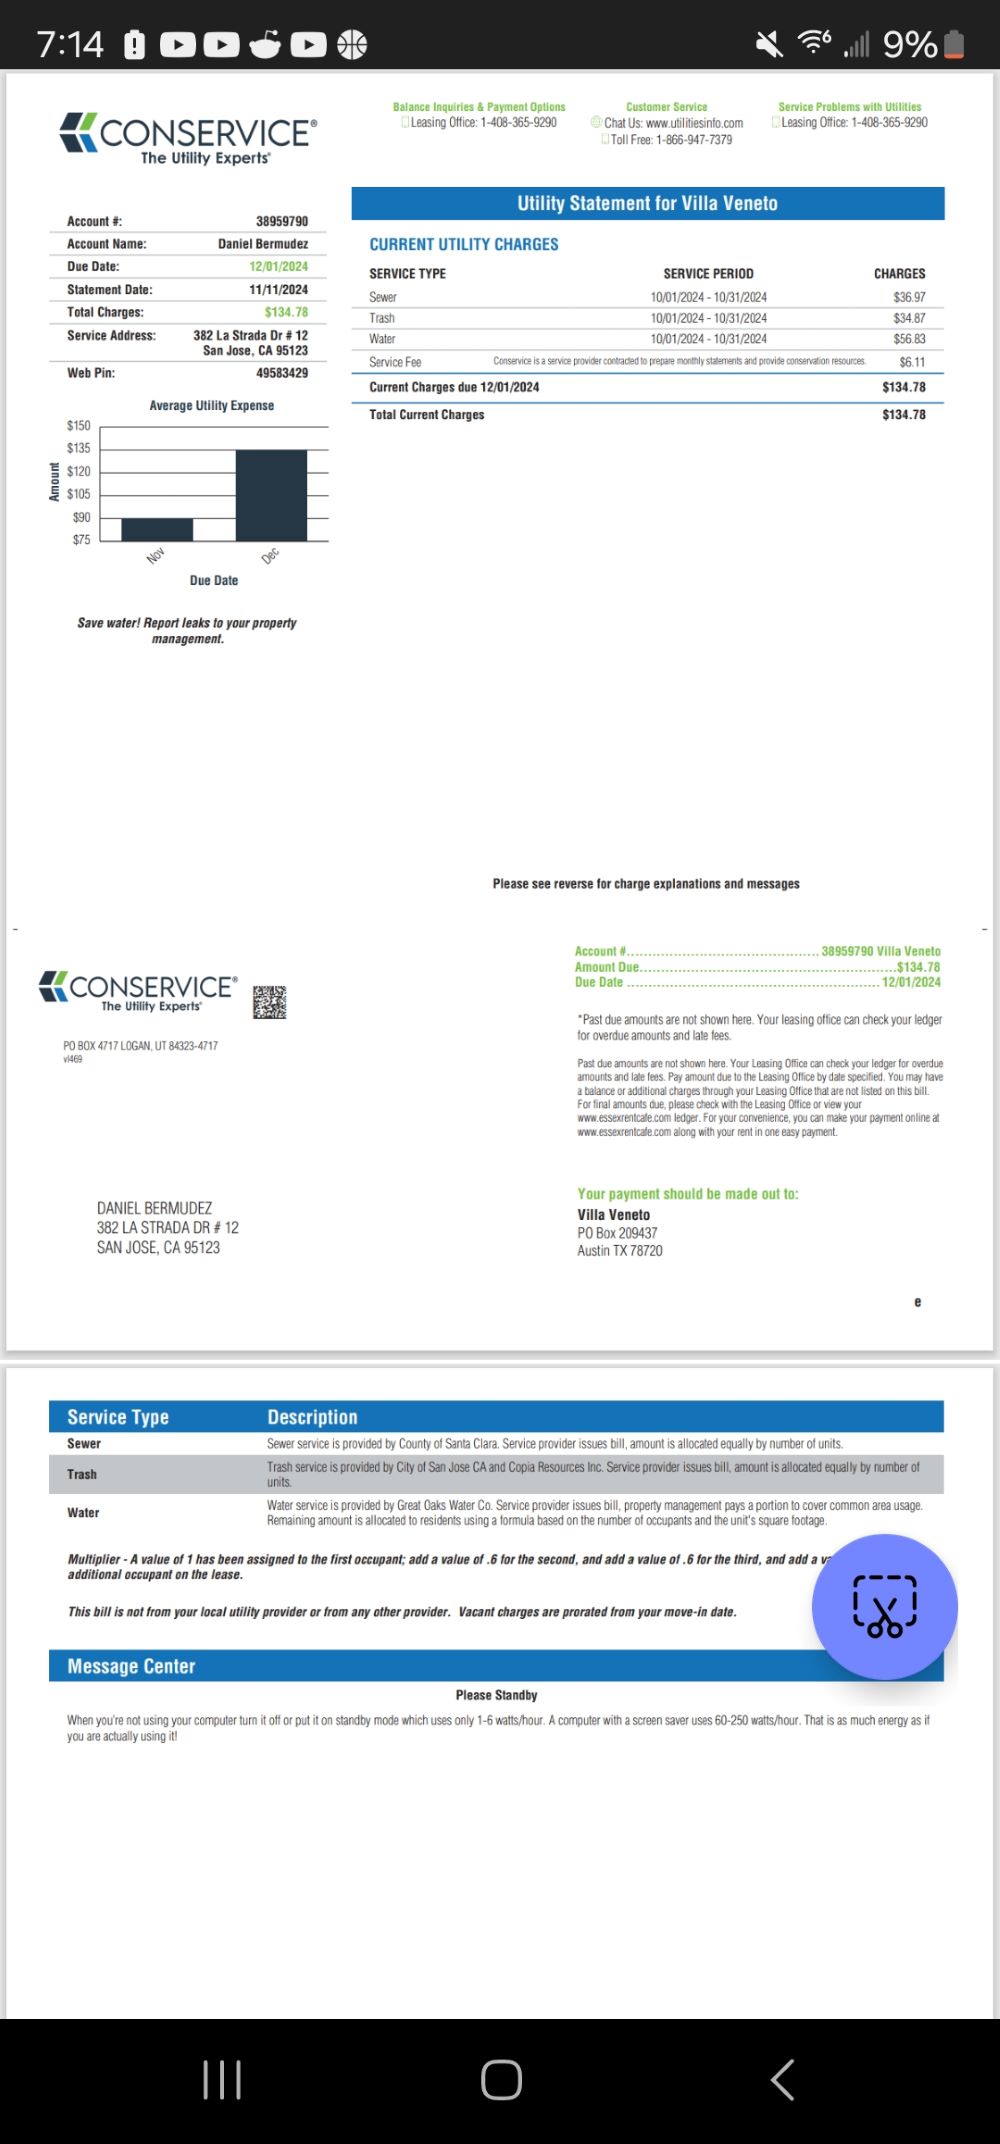 7:14
9%
CONSERVICE®
The Utility Experts®
Balance Inquiries & Payment Options
Leasing Office: 1-408-365-9290
Customer Service
Chat Us: www.utilitiesinfo.com
Toll Free: 1-866-947-7379
Service Problems with Utilities
Leasing Office: 1-408-365-9290
Account #: 38959790
Account Name: Daniel Bermudez
Due Date: 12/01/2024
Statement Date: 11/11/2024
Total Charges: $134.78
Service Address: 382 La Strada Dr # 12
San Jose, CA 95123
Web Pin: 49583429
Average Utility Expense
Amount
$150
$135
$120
$105
$90
$75
Nov
Dec
Due Date
Save water! Report leaks to your property
management.
Utility Statement for Villa Veneto
CURRENT UTILITY CHARGES
SERVICE TYPE SERVICE PERIOD CHARGES
Sewer 10/01/2024 - 10/31/2024 $36.97
Trash 10/01/2024 - 10/31/2024 $34.87
Water 10/01/2024 - 10/31/2024 $56.83
Service Fee Conservice is a service provider contracted to prepare monthly statements and provide conservation resources. $6.11
Current Charges due 12/01/2024 $134.78
Total Current Charges $134.78
Please see reverse for charge explanations and messages
CONSERVICE®
The Utility Experts®
PO BOX 4717 LOGAN, UT 84323-4717
vl469
DANIEL BERMUDEZ
382 LA STRADA DR # 12
SAN JOSE, CA 95123
Account #.................................................... 38959790 Villa Veneto
Amount Due....................................................................$134.78
Due Date .................................................................... 12/01/2024
*Past due amounts are not shown here. Your leasing office can check your ledger
for overdue amounts and late fees.
Past due amounts are not shown here. Your Leasing Office can check your ledger for overdue
amounts and late fees. Pay amount due to the Leasing Office by date specified. You may have
a balance or additional charges through your Leasing Office that are not listed on this bill.
For final amounts due, please check with the Leasing Office or view your
www.essexrentcafe.com ledger. For your convenience, you can make your payment online at
www.essexrentcafe.com along with your rent in one easy payment.
Your payment should be made out to:
Villa Veneto
PO Box 209437
Austin TX 78720
e
Service Type Description
Sewer Sewer service is provided by County of Santa Clara. Service provider issues bill, amount is allocated equally by number of units.
Trash Trash service is provided by City of San Jose CA and Copia Resources Inc. Service provider issues bill, amount is allocated equally by number of
units.
Water Water service is provided by Great Oaks Water Co. Service provider issues bill, property management pays a portion to cover common area usage.
Remaining amount is allocated to residents using a formula based on the number of occupants and the unit's square footage.
Multiplier - A value of 1 has been assigned to the first occupant; add a value of .6 for the second, and add a value of .6 for the third, and add a
additional occupant on the lease.
This bill is not from your local utility provider or from any other provider. Vacant charges are prorated from your move-in date.
Message Center
Please Standby
When you're not using your computer turn it off or put it on standby mode which uses only 1-6 watts/hour. A computer with a screen saver uses 60-250 watts/hour. That is as much energy as if
you are actually using it!